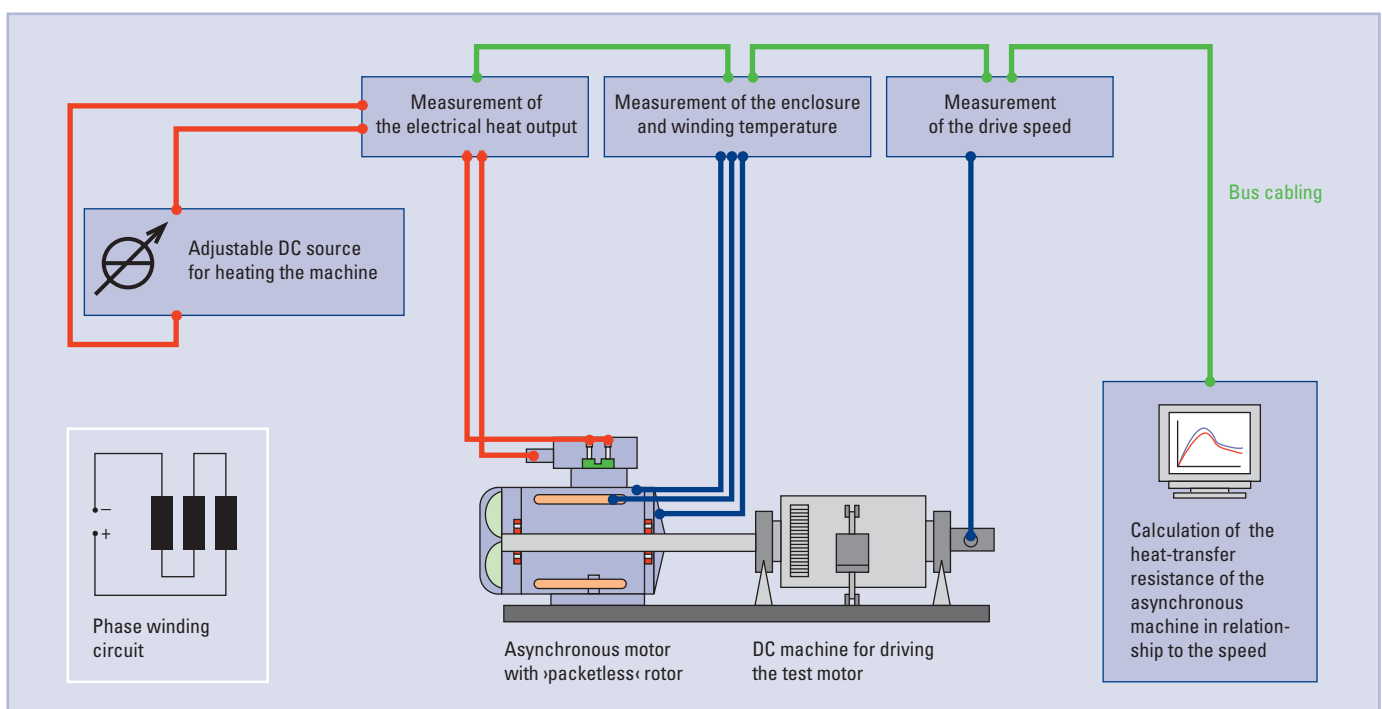 Measurement of
the electrical heat output
Measurement of the enclosure
and winding temperature
Measurement
of the drive speed
Bus cabling
Adjustable DC source
for heating the machine
–
+
Phase winding
circuit
Asynchronous motor
with ›packetless‹ rotor
DC machine for driving
the test motor
Calculation of the
heat-transfer
resistance of the
asynchronous
machine in relation-
ship to the speed